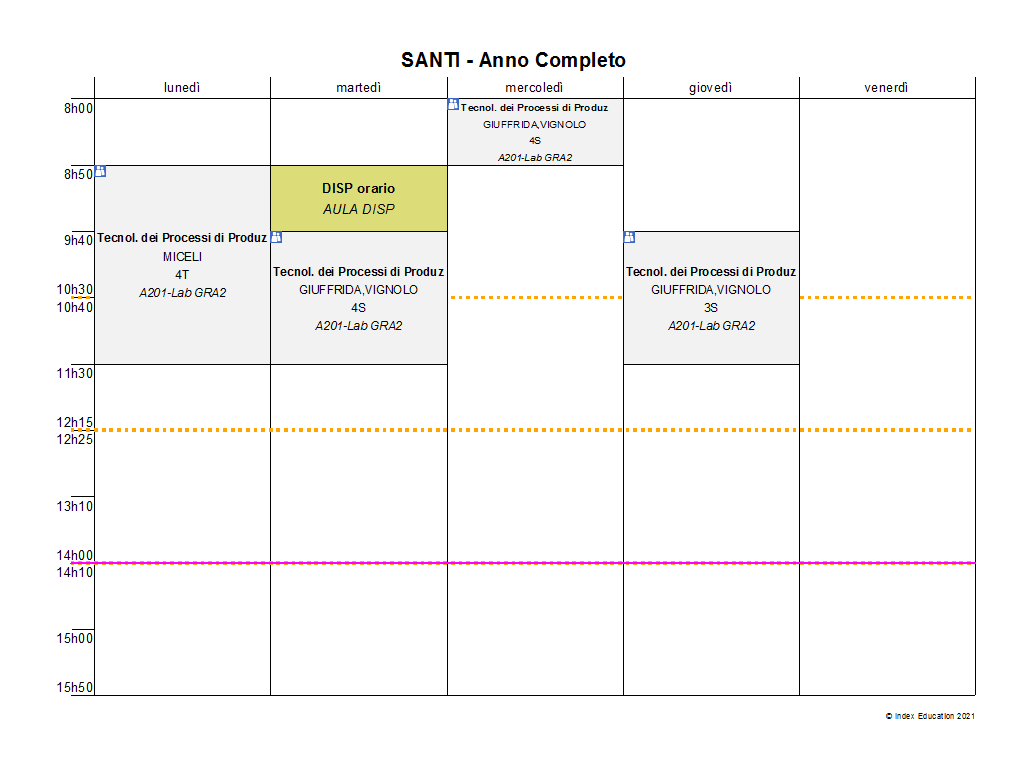 SANTI - Anno Completo
lunedì
martedì
mercoledì
giovedì
venerdì
8h00
8h50
9h40
10h30
10h40
11h30
12h15
12h25
13h10
14h00
14h10
15h00
15h50
Tecnol. dei Processi di Produz
MICELI
4T
A201-Lab GRA2
DISP orario
AULA DISP
Tecnol. dei Processi di Produz
GIUFFRIDA,VIGNOLO
4S
A201-Lab GRA2
Tecnol. dei Processi di Produz
GIUFFRIDA,VIGNOLO
4S
A201-Lab GRA2
Tecnol. dei Processi di Produz
GIUFFRIDA,VIGNOLO
3S
A201-Lab GRA2
© Index Education 2021